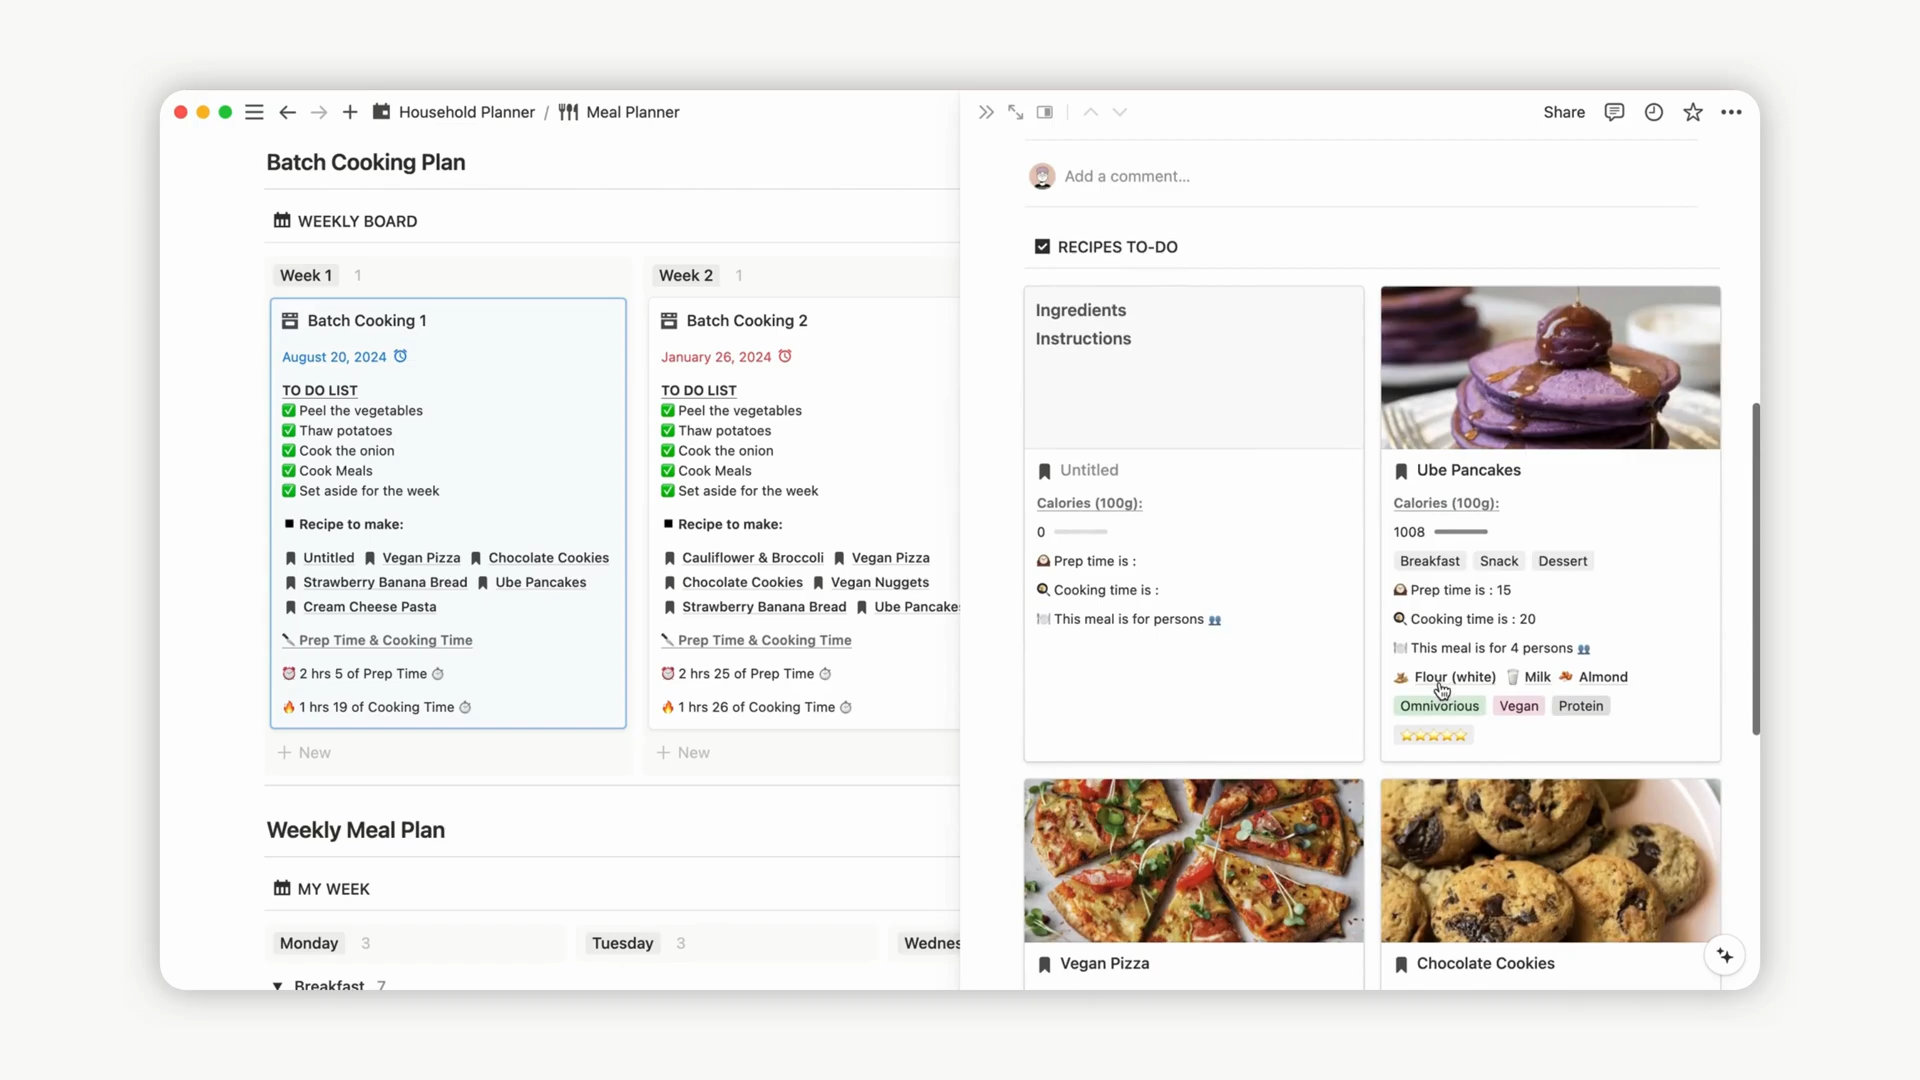 Household Planner / Meal Planner
Batch Cooking Plan
WEEKLY BOARD
Week 1 1
Batch Cooking 1
August 20, 2024
TO DO LIST
Peel the vegetables
Thaw potatoes
Cook the onion
Cook Meals
Set aside for the week
Recipe to make:
Untitled Vegan Pizza Chocolate Cookies
Strawberry Banana Bread Ube Pancakes
Cream Cheese Pasta
Prep Time & Cooking Time
2 hrs 5 of Prep Time
1 hrs 19 of Cooking Time
New
Week 2 1
Batch Cooking 2
January 26, 2024
TO DO LIST
Peel the vegetables
Thaw potatoes
Cook the onion
Cook Meals
Set aside for the week
Recipe to make:
Cauliflower & Broccoli Vegan Pizza
Chocolate Cookies Vegan Nuggets
Strawberry Banana Bread Ube Pancake
Prep Time & Cooking Time
2 hrs 25 of Prep Time
1 hrs 26 of Cooking Time
New
Weekly Meal Plan
MY WEEK
Monday 3
Tuesday 3
Wednes
Breakfast 7
Share
Add a comment...
RECIPES TO-DO
Ingredients
Instructions
Untitled
Calories (100g):
0
Prep time is :
Cooking time is :
This meal is for persons
Ube Pancakes
Calories (100g):
1008
Breakfast Snack Dessert
Prep time is : 15
Cooking time is : 20
This meal is for 4 persons
Flour (white) Milk Almond
Omnivorious Vegan Protein
Vegan Pizza
Chocolate Cookies